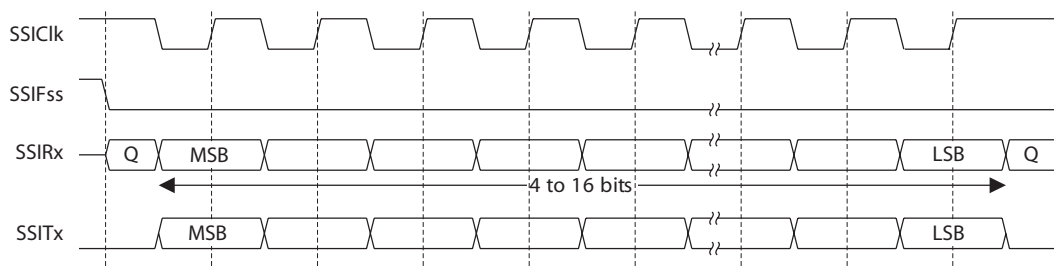 SSIClk
SSIFss
SSIRx Q MSB LSB Q
4 to 16 bits
SSITx MSB LSB